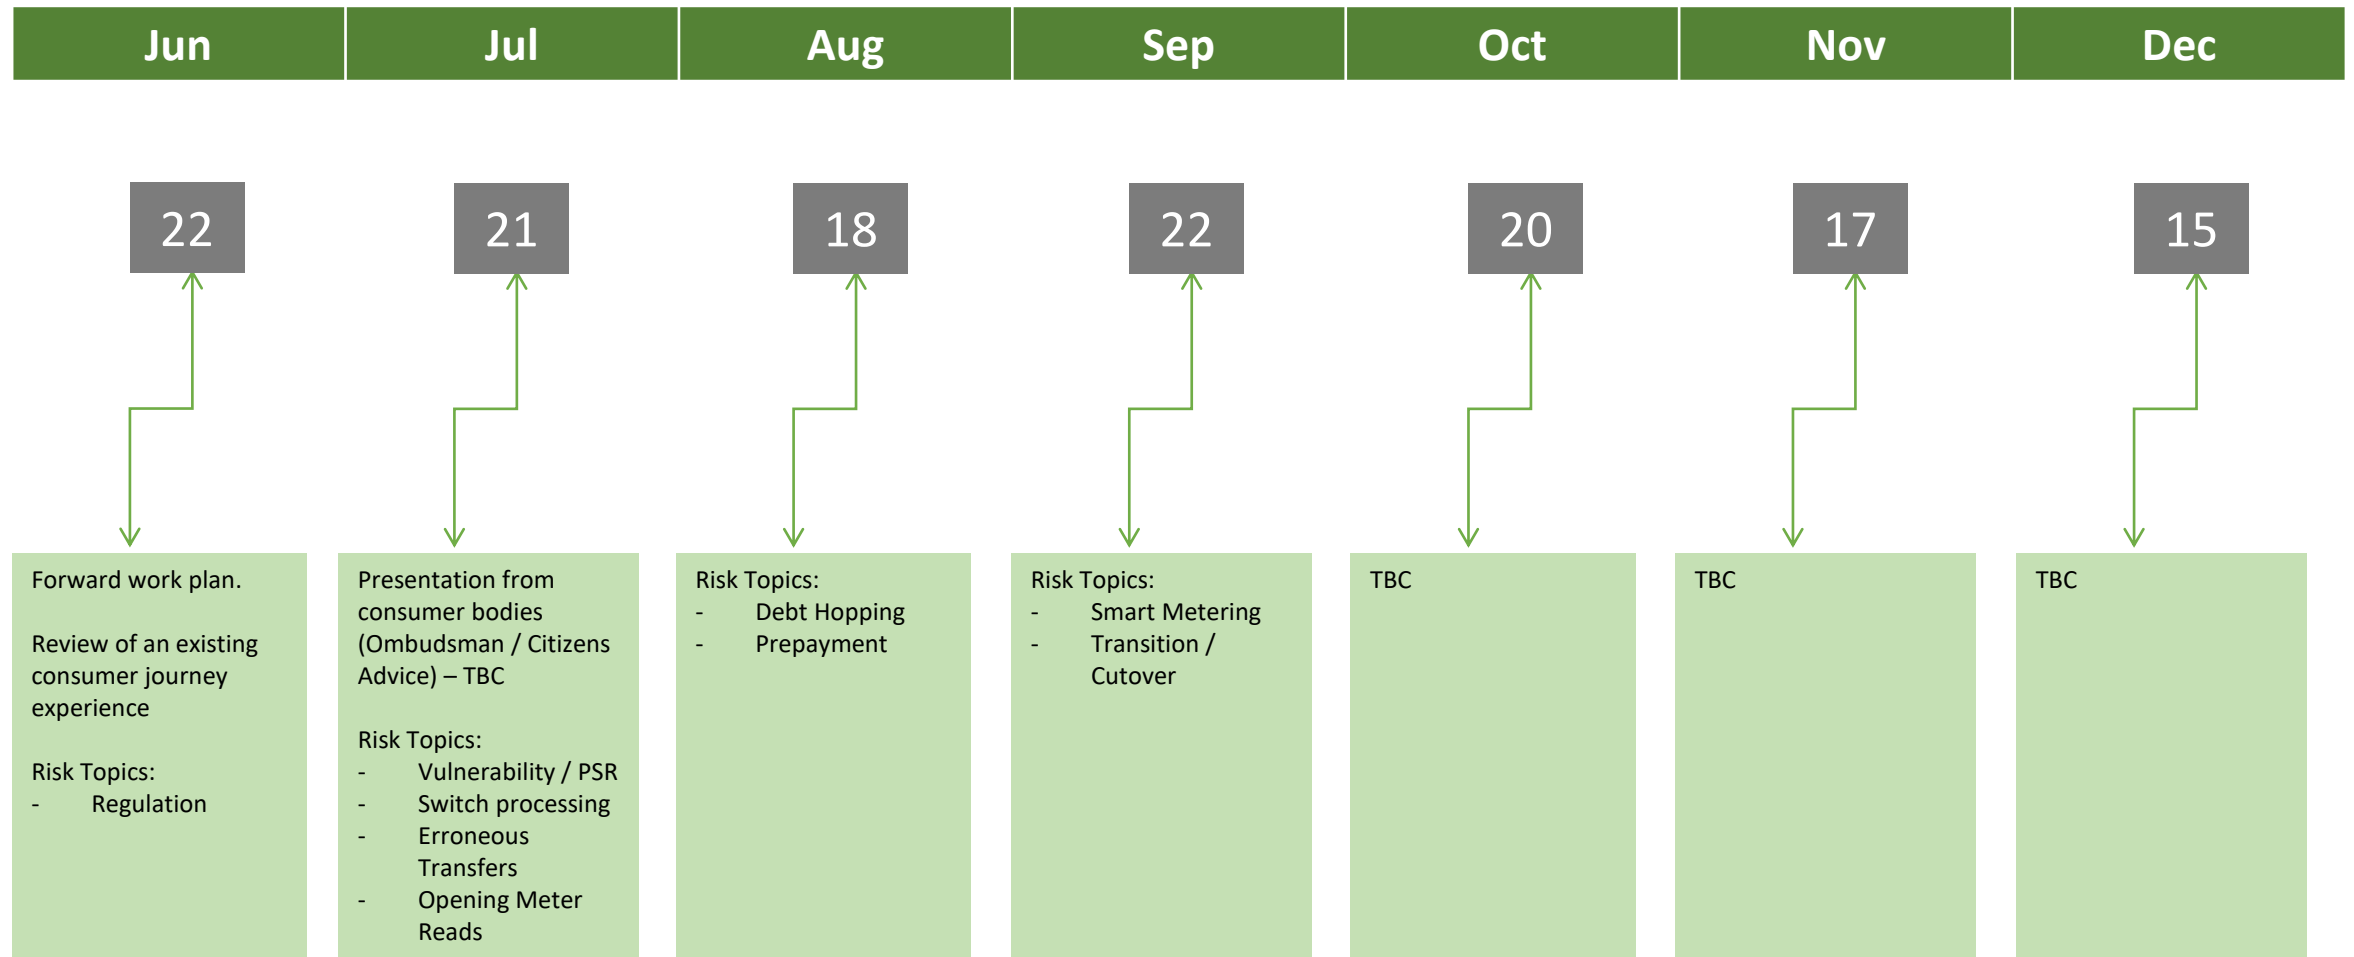 Jun
Jul
Aug
Sep
Oct
Nov
Dec
22
21
18
22
20
17
15
Forward work plan.
Review of an existing
consumer journey
experience
Risk Topics:
- Regulation
Presentation from
consumer bodies
(Ombudsman / Citizens
Advice) – TBC
Risk Topics:
- Vulnerability / PSR
- Switch processing
- Erroneous
Transfers
- Opening Meter
Reads
Risk Topics:
- Debt Hopping
- Prepayment
Risk Topics:
- Smart Metering
- Transition /
Cutover
TBC
TBC
TBC